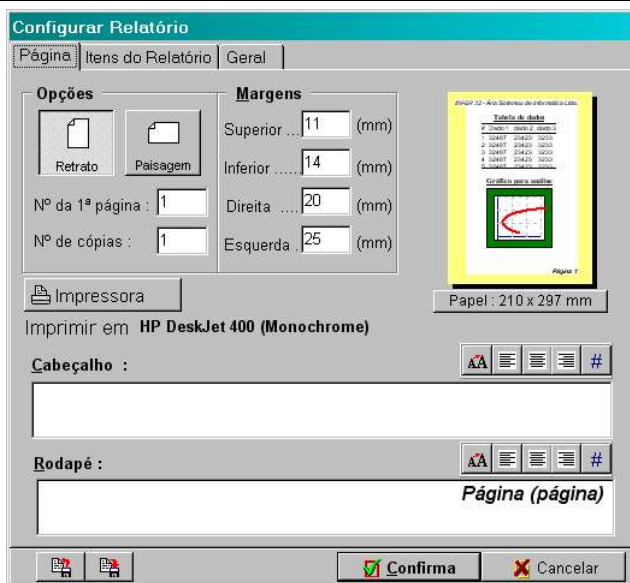 Configurar Relatório
Página Itens do Relatório Geral
Opções
Retrato Paisagem
Nº da 1ª página : 1
Nº de cópias : 1
Margens
Superior ... 11 (mm)
Inferior ...... 14 (mm)
Direita .... 20 (mm)
Esquerda . 25 (mm)
Tabela de dados
Gráfico para análise
Página 1
Papel : 210 x 297 mm
Impressora
Imprimir em HP DeskJet 400 (Monochrome)
Cabeçalho :
AA #
Rodapé :
AA #
Página (página)
Confirma Cancelar